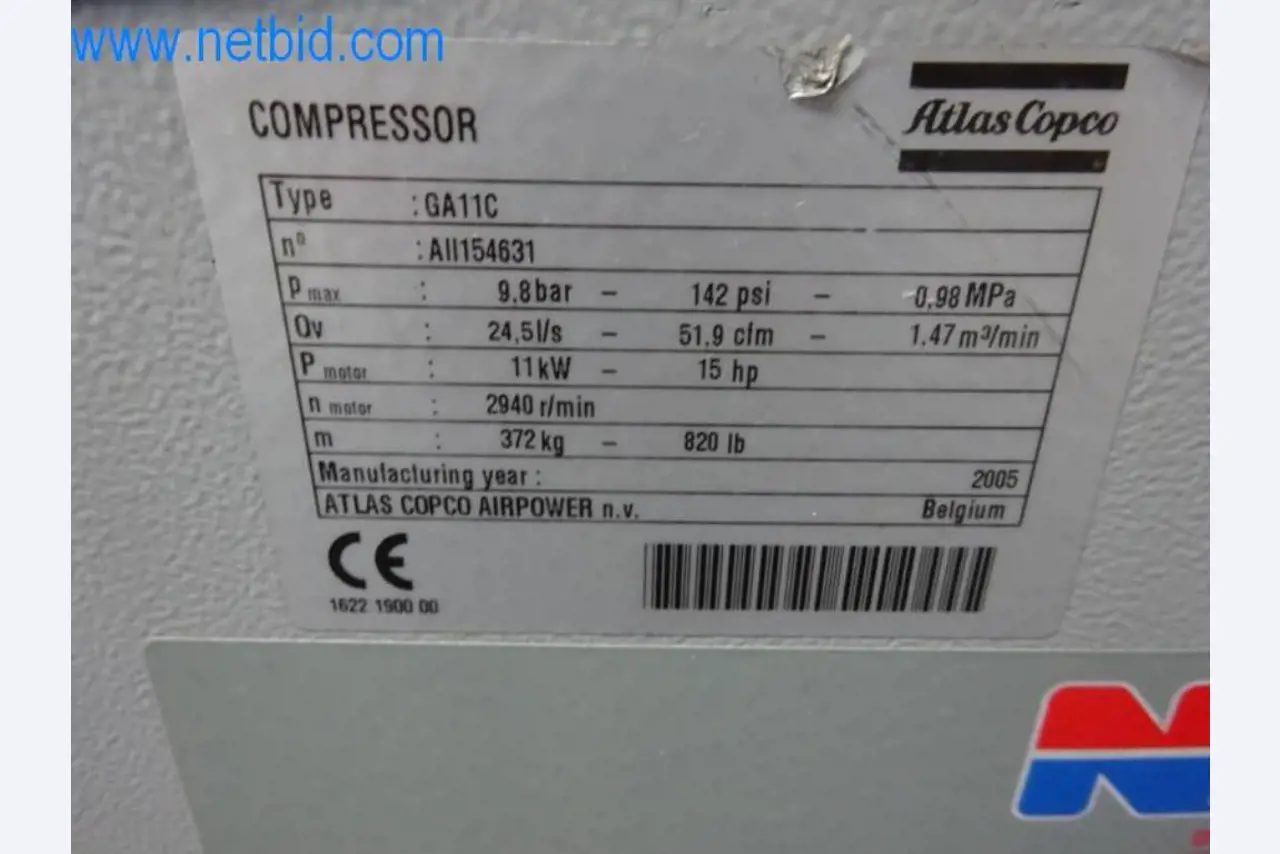 www.netbid.com
COMPRESSOR
Atlas Copco
Type : GA11C
nº : AII154631
P max : 9.8 bar – 142 psi – 0.98 MPa
Qv : 24,5 l/s – 51.9 cfm – 1.47 m³/min
P motor : 11 kW – 15 hp
n motor : 2940 r/min
m : 372 kg – 820 lb
Manufacturing year : 2005
ATLAS COPCO AIRPOWER n.v. Belgium
CE
1622 1900 00